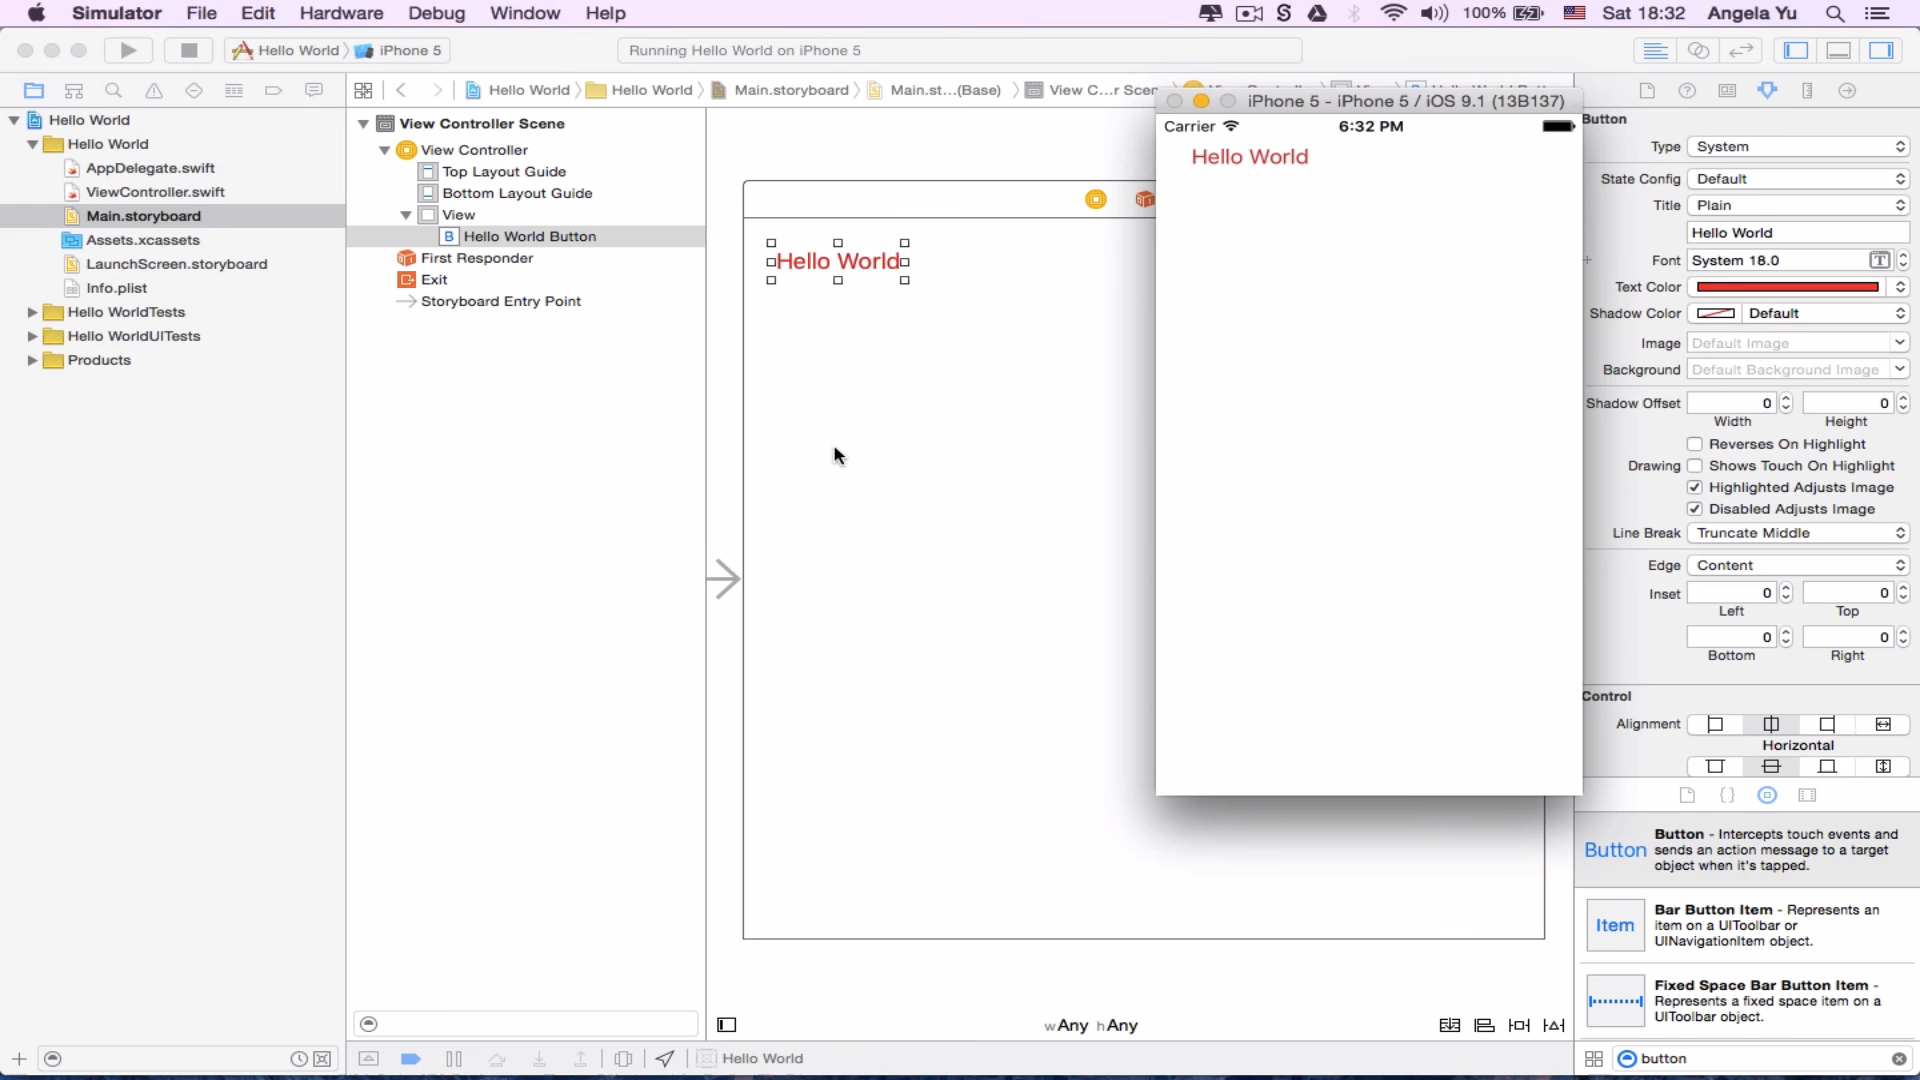 Simulator File Edit Hardware Debug Window Help 100% Sat 18:32 Angela Yu
Hello World iPhone 5 Running Hello World on iPhone 5
Hello World Hello World Main.storyboard Main.st...(Base) View C...r Scen
iPhone 5 - iPhone 5 / iOS 9.1 (13B137)
Carrier 6:32 PM
Hello World
Hello World
Hello World
AppDelegate.swift
ViewController.swift
Main.storyboard
Assets.xcassets
LaunchScreen.storyboard
Info.plist
Hello WorldTests
Hello WorldUITests
Products
View Controller Scene
View Controller
Top Layout Guide
Bottom Layout Guide
View
B Hello World Button
First Responder
Exit
Storyboard Entry Point
Hello World
wAny hAny
Hello World
Button
Type System
State Config Default
Title Plain
Hello World
Font System 18.0 T
Text Color
Shadow Color Default
Image Default Image
Background Default Background Image
Shadow Offset 0 0
Width Height
Reverses On Highlight
Drawing Shows Touch On Highlight
Highlighted Adjusts Image
Disabled Adjusts Image
Line Break Truncate Middle
Edge Content
Inset 0 0
Left Top
0 0
Bottom Right
Control
Alignment
Horizontal
Button
Button - Intercepts touch events and
sends an action message to a target
object when it's tapped.
Item
Bar Button Item - Represents an
item on a UIToolbar or
UINavigationItem object.
Fixed Space Bar Button Item -
Represents a fixed space item on a
UIToolbar object.
button